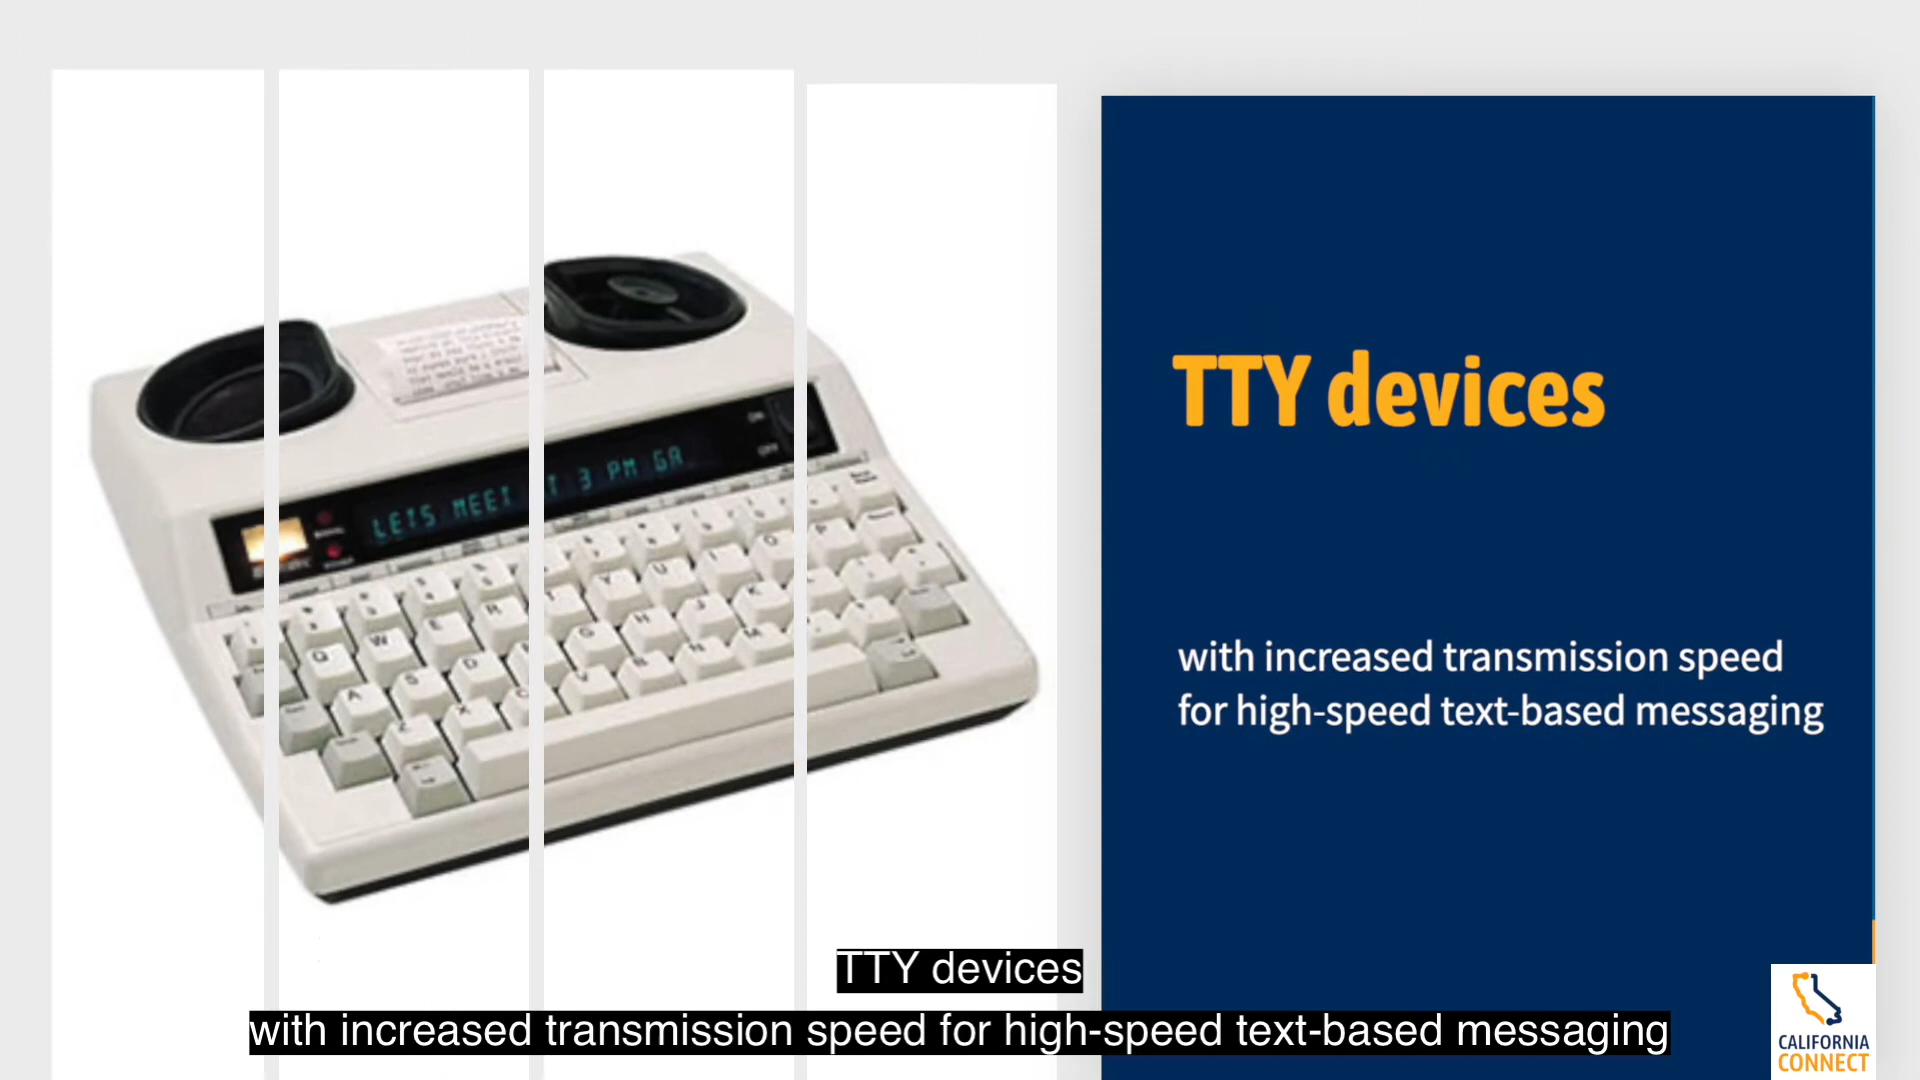 LETS MEET AT 3 PM GA
TTY devices
with increased transmission speed
for high-speed text-based messaging
TTY devices
with increased transmission speed for high-speed text-based messaging
CALIFORNIA
CONNECT